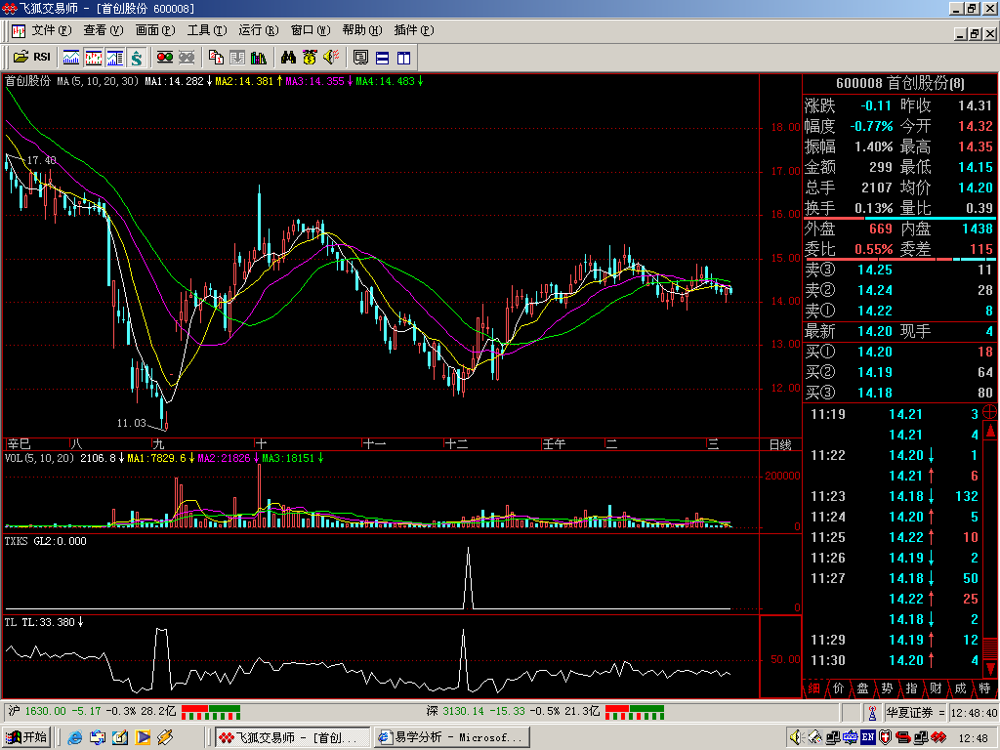 飞狐交易师 - [首创股份 600008]
文件(F) 查看(V) 画面(P) 工具(T) 运行(R) 窗口(W) 帮助(H) 插件(P)
RSI
首创股份 MA(5,10,20,30) MA1:14.282↓ MA2:14.381↑ MA3:14.355↓ MA4:14.483↓
18.00
17.40
17.00
16.00
15.00
14.00
13.00
12.00
11.03
辛巳 八 九 十 十一 十二 壬午 二 三 日线
VOL(5,10,20) 2106.8↓ MA1:7829.6↓ MA2:21828↓ MA3:18151↓
200000
0
TXKS GL2:0.000
0
TL TL:33.380↓
50.00
600008 首创股份(8)
涨跌 -0.11 昨收 14.31
幅度 -0.77% 今开 14.32
振幅 1.40% 最高 14.35
金额 299 最低 14.15
总手 2107 均价 14.20
换手 0.13% 量比 0.39
外盘 669 内盘 1438
委比 0.55% 委差 115
卖③ 14.25 11
卖② 14.24 28
卖① 14.22 8
最新 14.20 现手 4
买① 14.20 18
买② 14.19 64
买③ 14.18 80
11:19 14.21 3
14.21 4
11:22 14.20↓ 1
14.21↑ 6
11:23 14.18↓ 132
11:24 14.20↑ 5
11:25 14.22↑ 10
11:26 14.19↓ 2
11:27 14.18↓ 50
14.22↑ 25
14.18↓ 2
11:29 14.19↑ 12
11:30 14.20↑ 4
细 价 盘 势 指 财 成 特
沪 1630.00 -5.17 -0.3% 28.2亿 深 3130.14 -15.33 -0.5% 21.3亿 华夏证券 = 12:48:40
开始 飞狐交易师 - [首创... 易学分析 - Microsof... EN 12:48